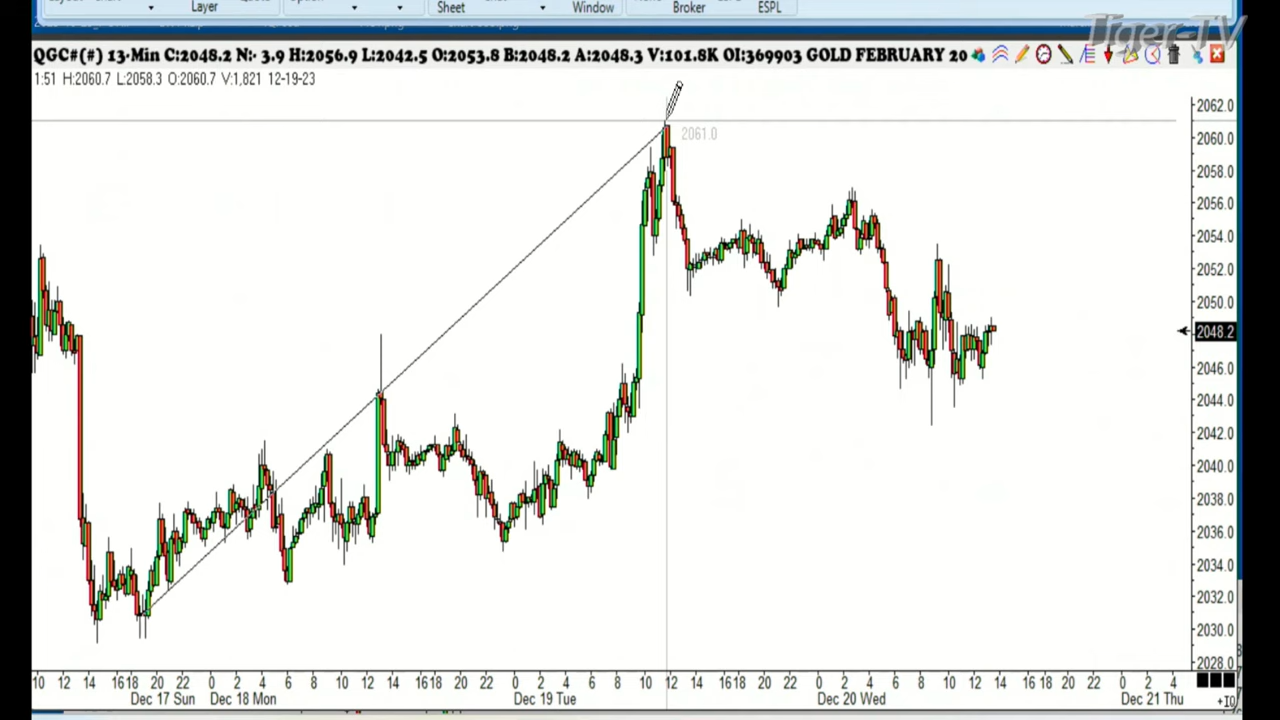 Layer
Sheet
Window
Broker
ESPL
Tiger-TV
QGC#(#) 13-Min C:2048.2 N:- 3.9 H:2056.9 L:2042.5 O:2053.8 B:2048.2 A:2048.3 V:101.8K OI:369903 GOLD FEBRUARY 20
1:51 H:2060.7 L:2058.3 O:2060.7 V:1,821 12-19-23
2062.0
2061.0
2060.0
2058.0
2056.0
2054.0
2052.0
2050.0
2048.2
2046.0
2044.0
2042.0
2040.0
2038.0
2036.0
2034.0
2032.0
2030.0
2028.0
10 12 14 16 18 20 22 0 2 4 6 8 10 12 14 16 18 20 22 0 2 4 6 8 10 12 14 16 18 20 22 0 2 4 6 8 10 12 14 16 18 20 22 0 2 4
Dec 17 Sun Dec 18 Mon Dec 19 Tue Dec 20 Wed Dec 21 Thu